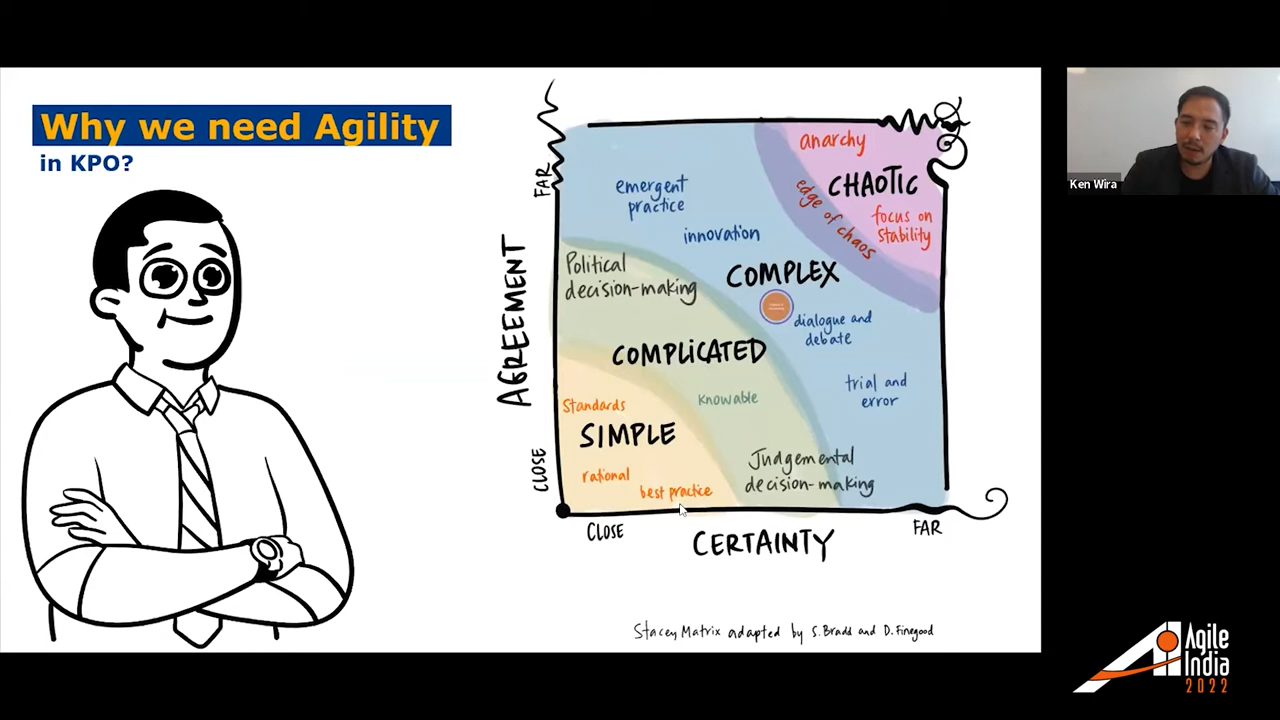 Why we need Agility
in KPO?
FAR
AGREEMENT
CLOSE
anarchy
CHAOTIC
edge of chaos
focus on
stability
emergent
practice
innovation
COMPLEX
dialogue and
debate
trial and
error
Political
decision-making
COMPLICATED
knowable
Judgemental
decision-making
Standards
SIMPLE
rational
best practice
CLOSE
CERTAINTY
FAR
Stacey Matrix adapted by S. Bradd and D. Finegood
Ken Wira
Agile
India
2022